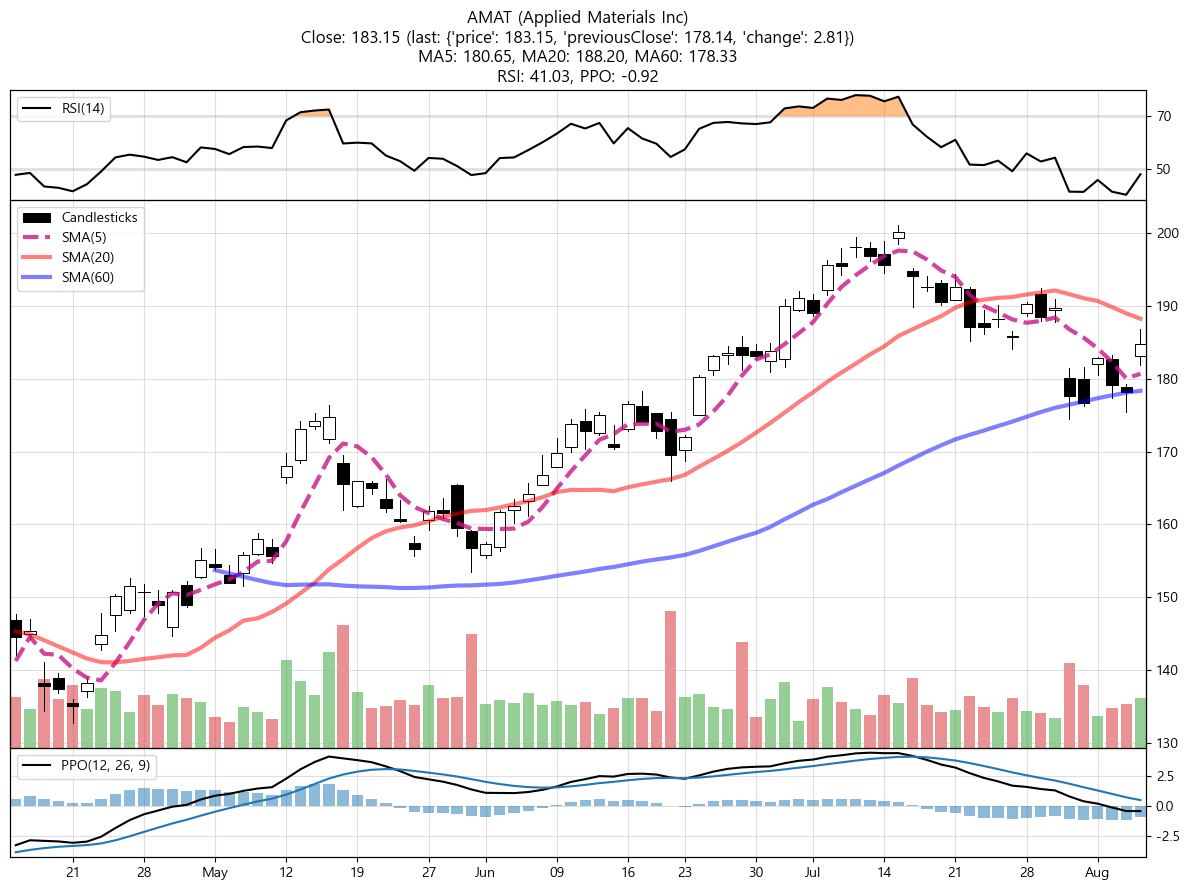 AMAT (Applied Materials Inc)
Close: 183.15 (last: {'price': 183.15, 'previousClose': 178.14, 'change': 2.81})
MA5: 180.65, MA20: 188.20, MA60: 178.33
RSI: 41.03, PPO: -0.92
RSI(14)
70
50
Candlesticks
SMA(5)
SMA(20)
SMA(60)
200
190
180
170
160
150
140
130
PPO(12, 26, 9)
2.5
0.0
−2.5
21 28 May 12 19 27 Jun 09 16 23 30 Jul 14 21 28 Aug